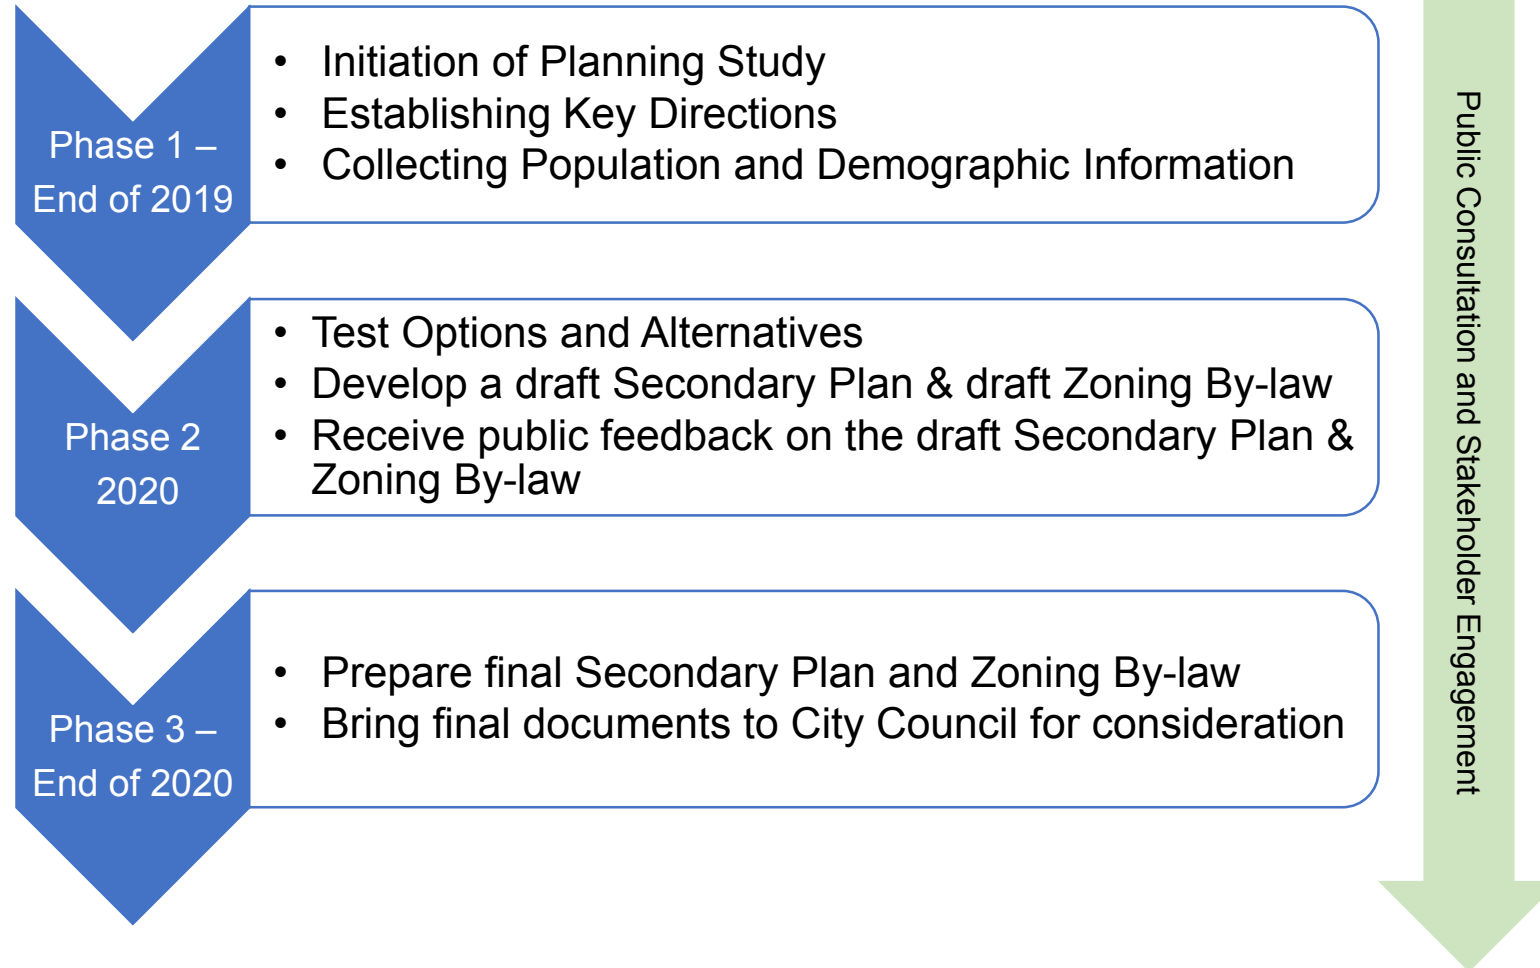 Phase 1 –
End of 2019
• Initiation of Planning Study
• Establishing Key Directions
• Collecting Population and Demographic Information
Phase 2
2020
• Test Options and Alternatives
• Develop a draft Secondary Plan & draft Zoning By-law
• Receive public feedback on the draft Secondary Plan &
Zoning By-law
Phase 3 –
End of 2020
• Prepare final Secondary Plan and Zoning By-law
• Bring final documents to City Council for consideration
Public Consultation and Stakeholder Engagement